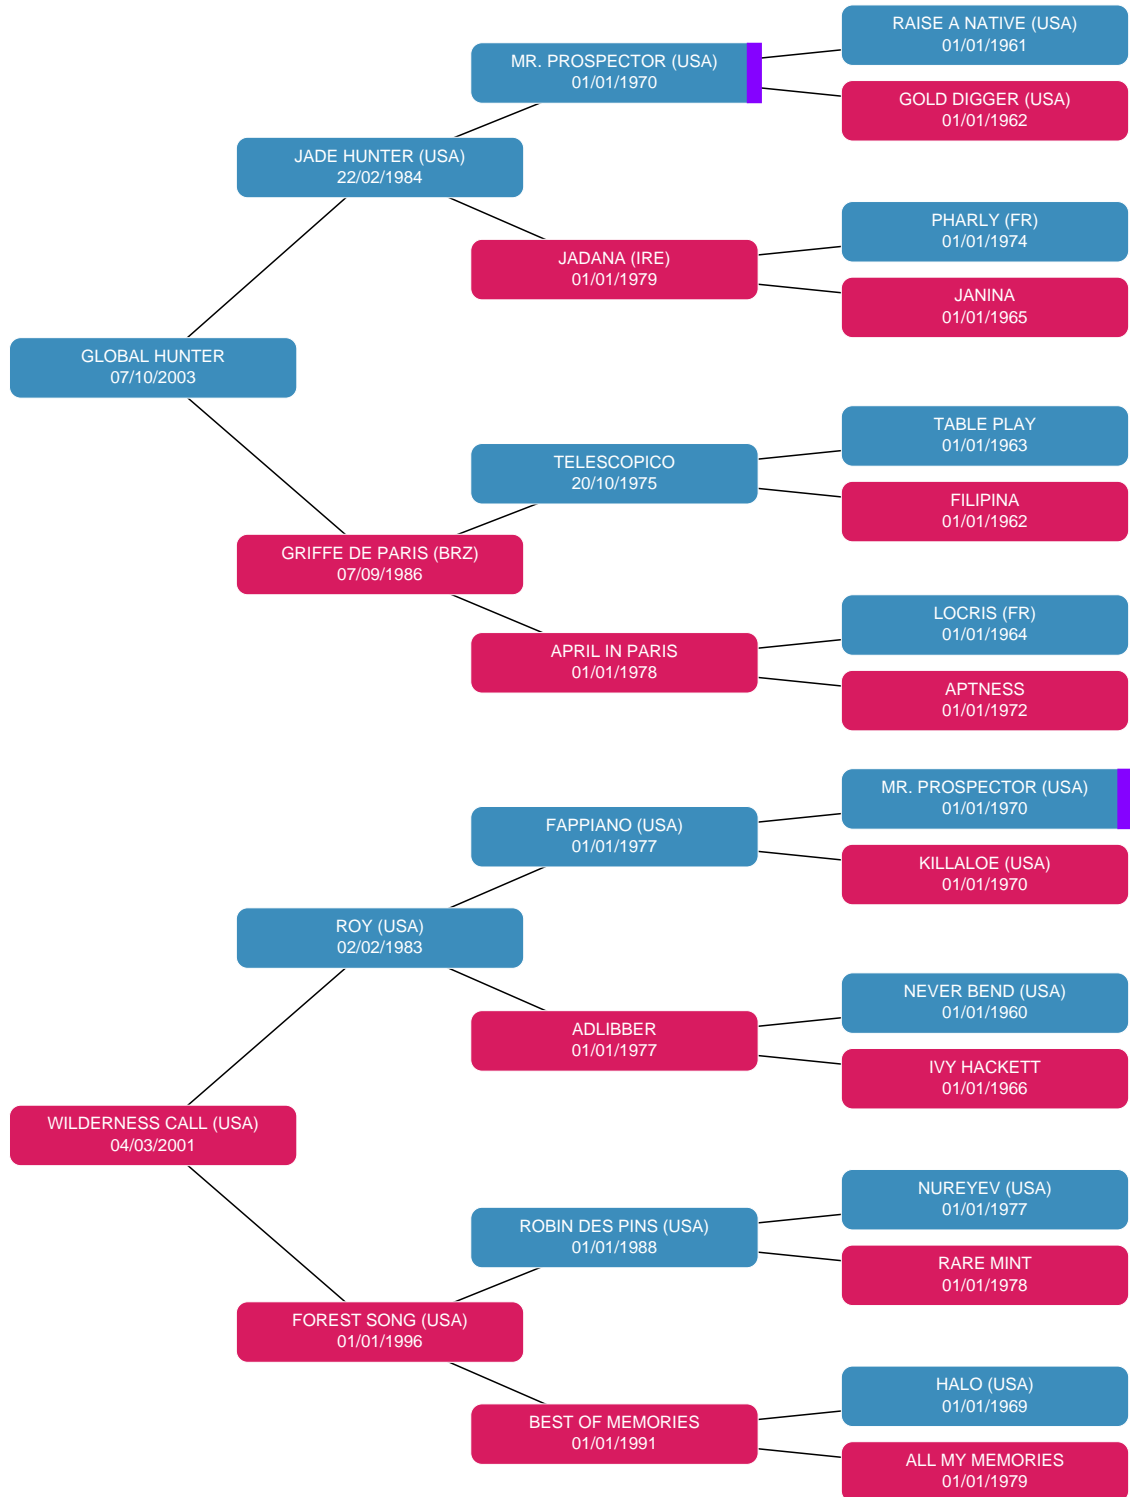 RAISE A NATIVE (USA)
01/01/1961
MR. PROSPECTOR (USA)
01/01/1970
GOLD DIGGER (USA)
01/01/1962
JADE HUNTER (USA)
22/02/1984
PHARLY (FR)
01/01/1974
JADANA (IRE)
01/01/1979
JANINA
01/01/1965
GLOBAL HUNTER
07/10/2003
TABLE PLAY
01/01/1963
TELESCOPICO
20/10/1975
FILIPINA
01/01/1962
GRIFFE DE PARIS (BRZ)
07/09/1986
LOCRIS (FR)
01/01/1964
APRIL IN PARIS
01/01/1978
APTNESS
01/01/1972
MR. PROSPECTOR (USA)
01/01/1970
FAPPIANO (USA)
01/01/1977
KILLALOE (USA)
01/01/1970
ROY (USA)
02/02/1983
NEVER BEND (USA)
01/01/1960
ADLIBBER
01/01/1977
IVY HACKETT
01/01/1966
WILDERNESS CALL (USA)
04/03/2001
NUREYEV (USA)
01/01/1977
ROBIN DES PINS (USA)
01/01/1988
RARE MINT
01/01/1978
FOREST SONG (USA)
01/01/1996
HALO (USA)
01/01/1969
BEST OF MEMORIES
01/01/1991
ALL MY MEMORIES
01/01/1979